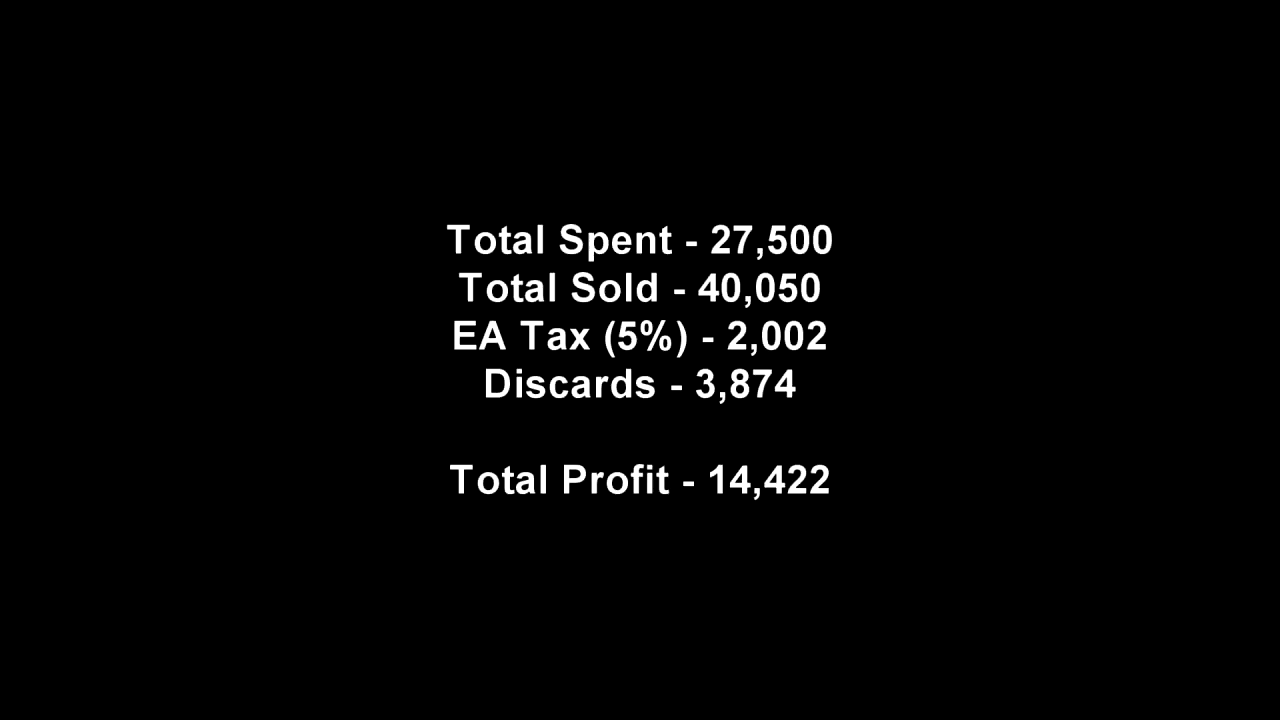 Total Spent - 27,500
Total Sold - 40,050
EA Tax (5%) - 2,002
Discards - 3,874
Total Profit - 14,422